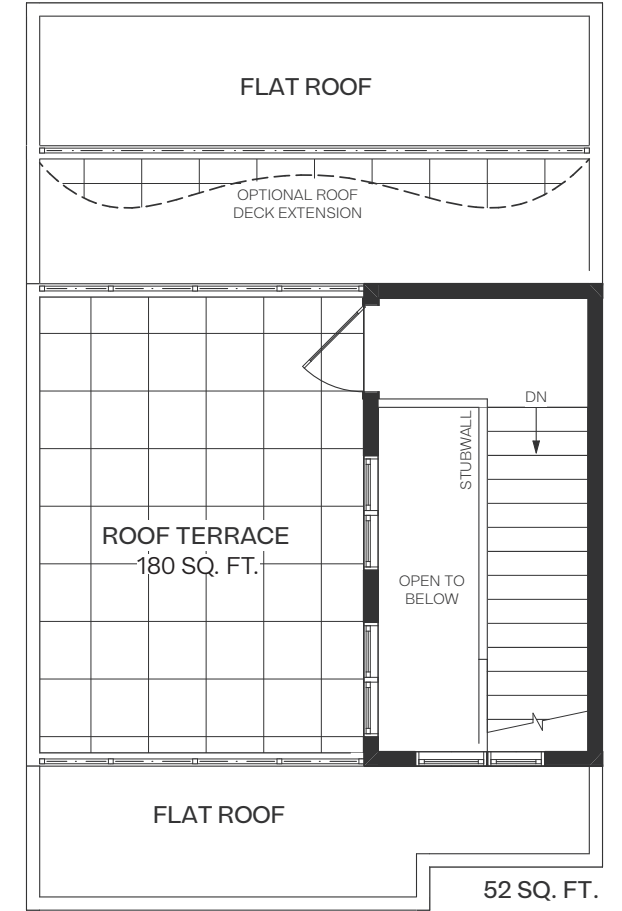 FLAT ROOF
OPTIONAL ROOF
DECK EXTENSION
DN
STUBWALL
ROOF TERRACE
180 SQ. FT.
OPEN TO
BELOW
FLAT ROOF
52 SQ. FT.